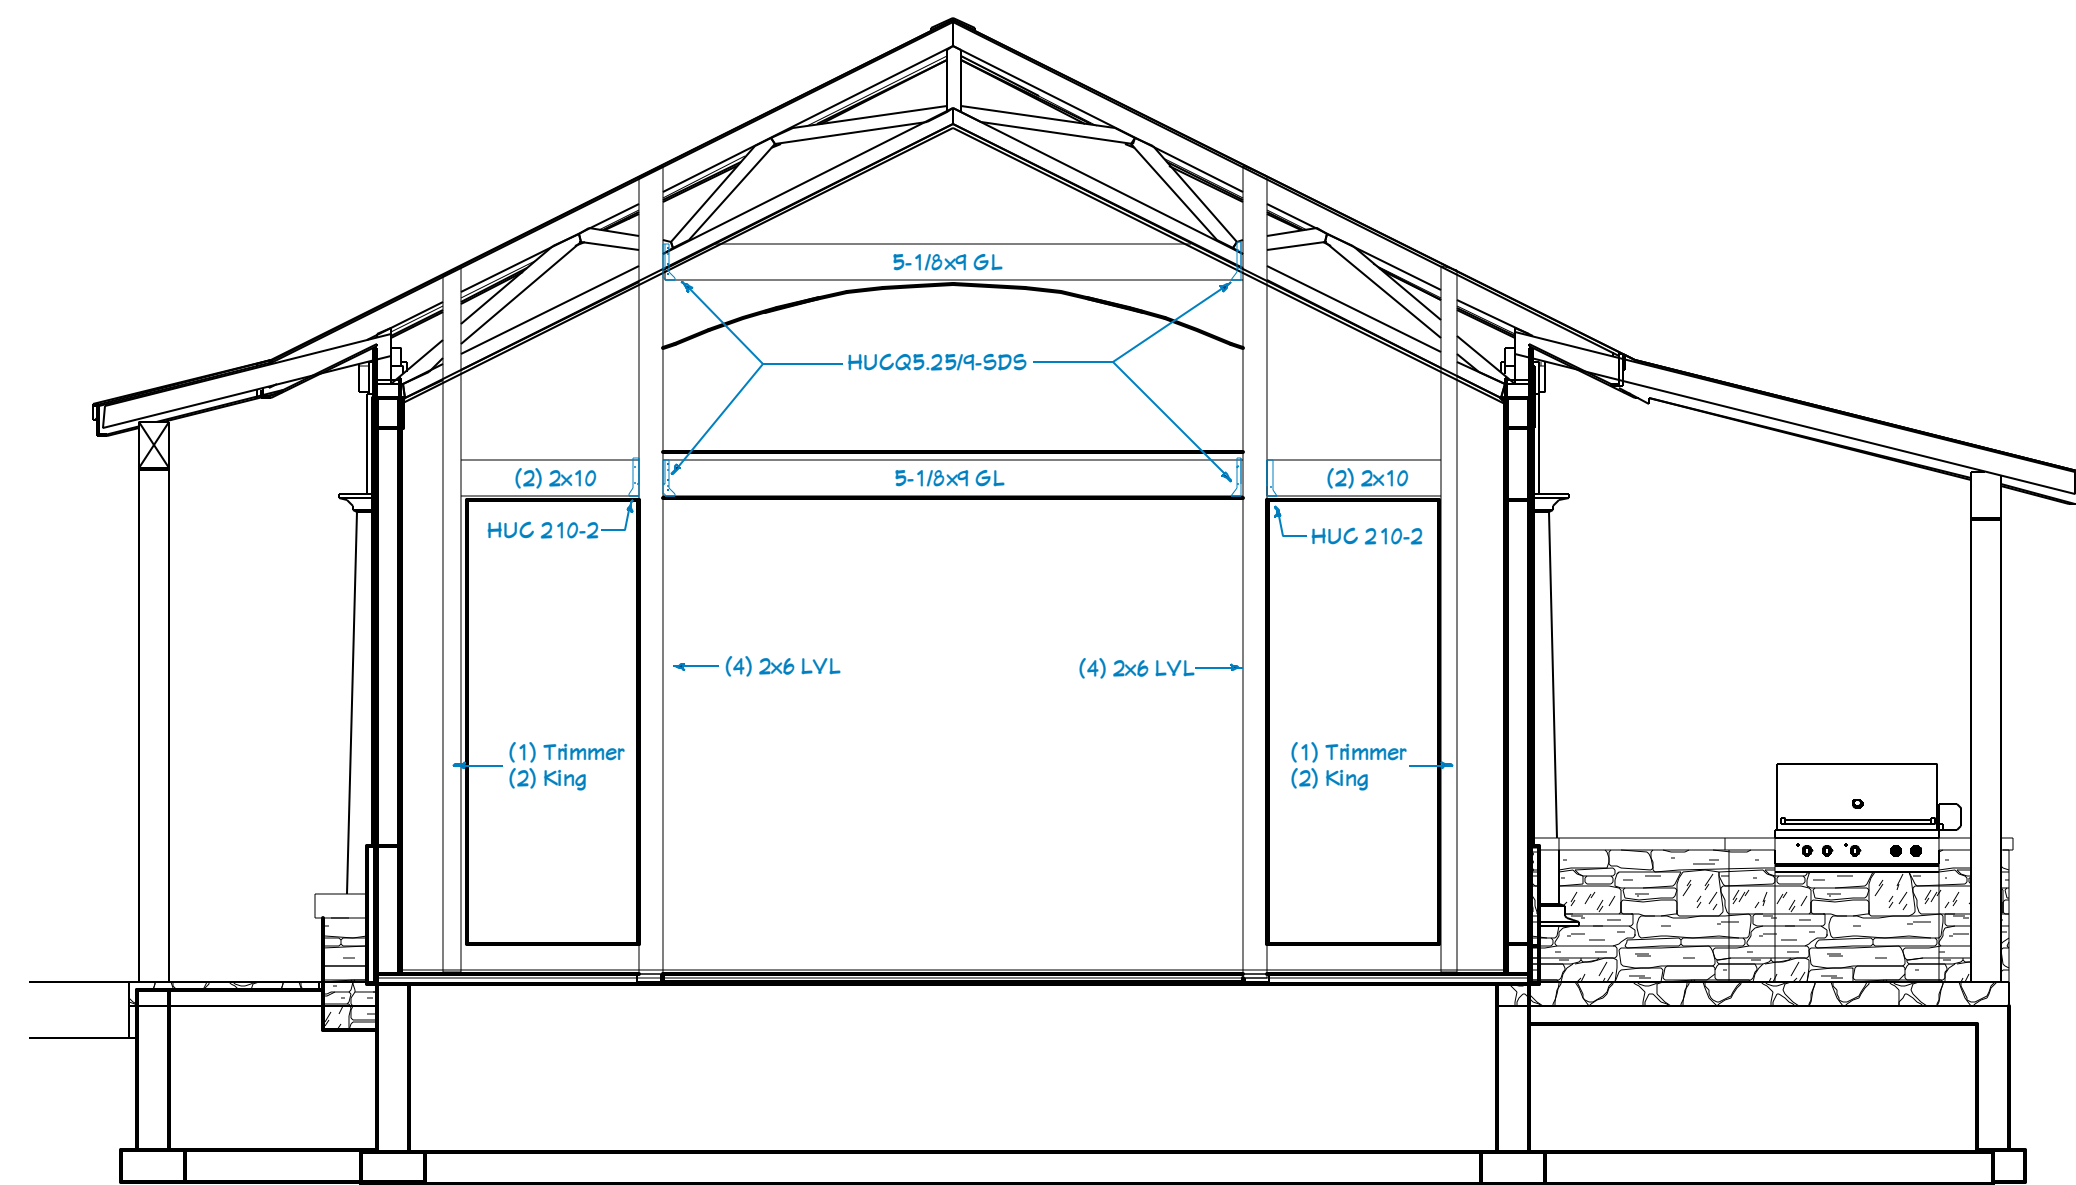 5-1/8x9 GL
HUCQ5.25/9-SDS
(2) 2x10
5-1/8x9 GL
(2) 2x10
HUC 210-2
HUC 210-2
(4) 2x6 LVL
(4) 2x6 LVL
(1) Trimmer
(2) King
(1) Trimmer
(2) King